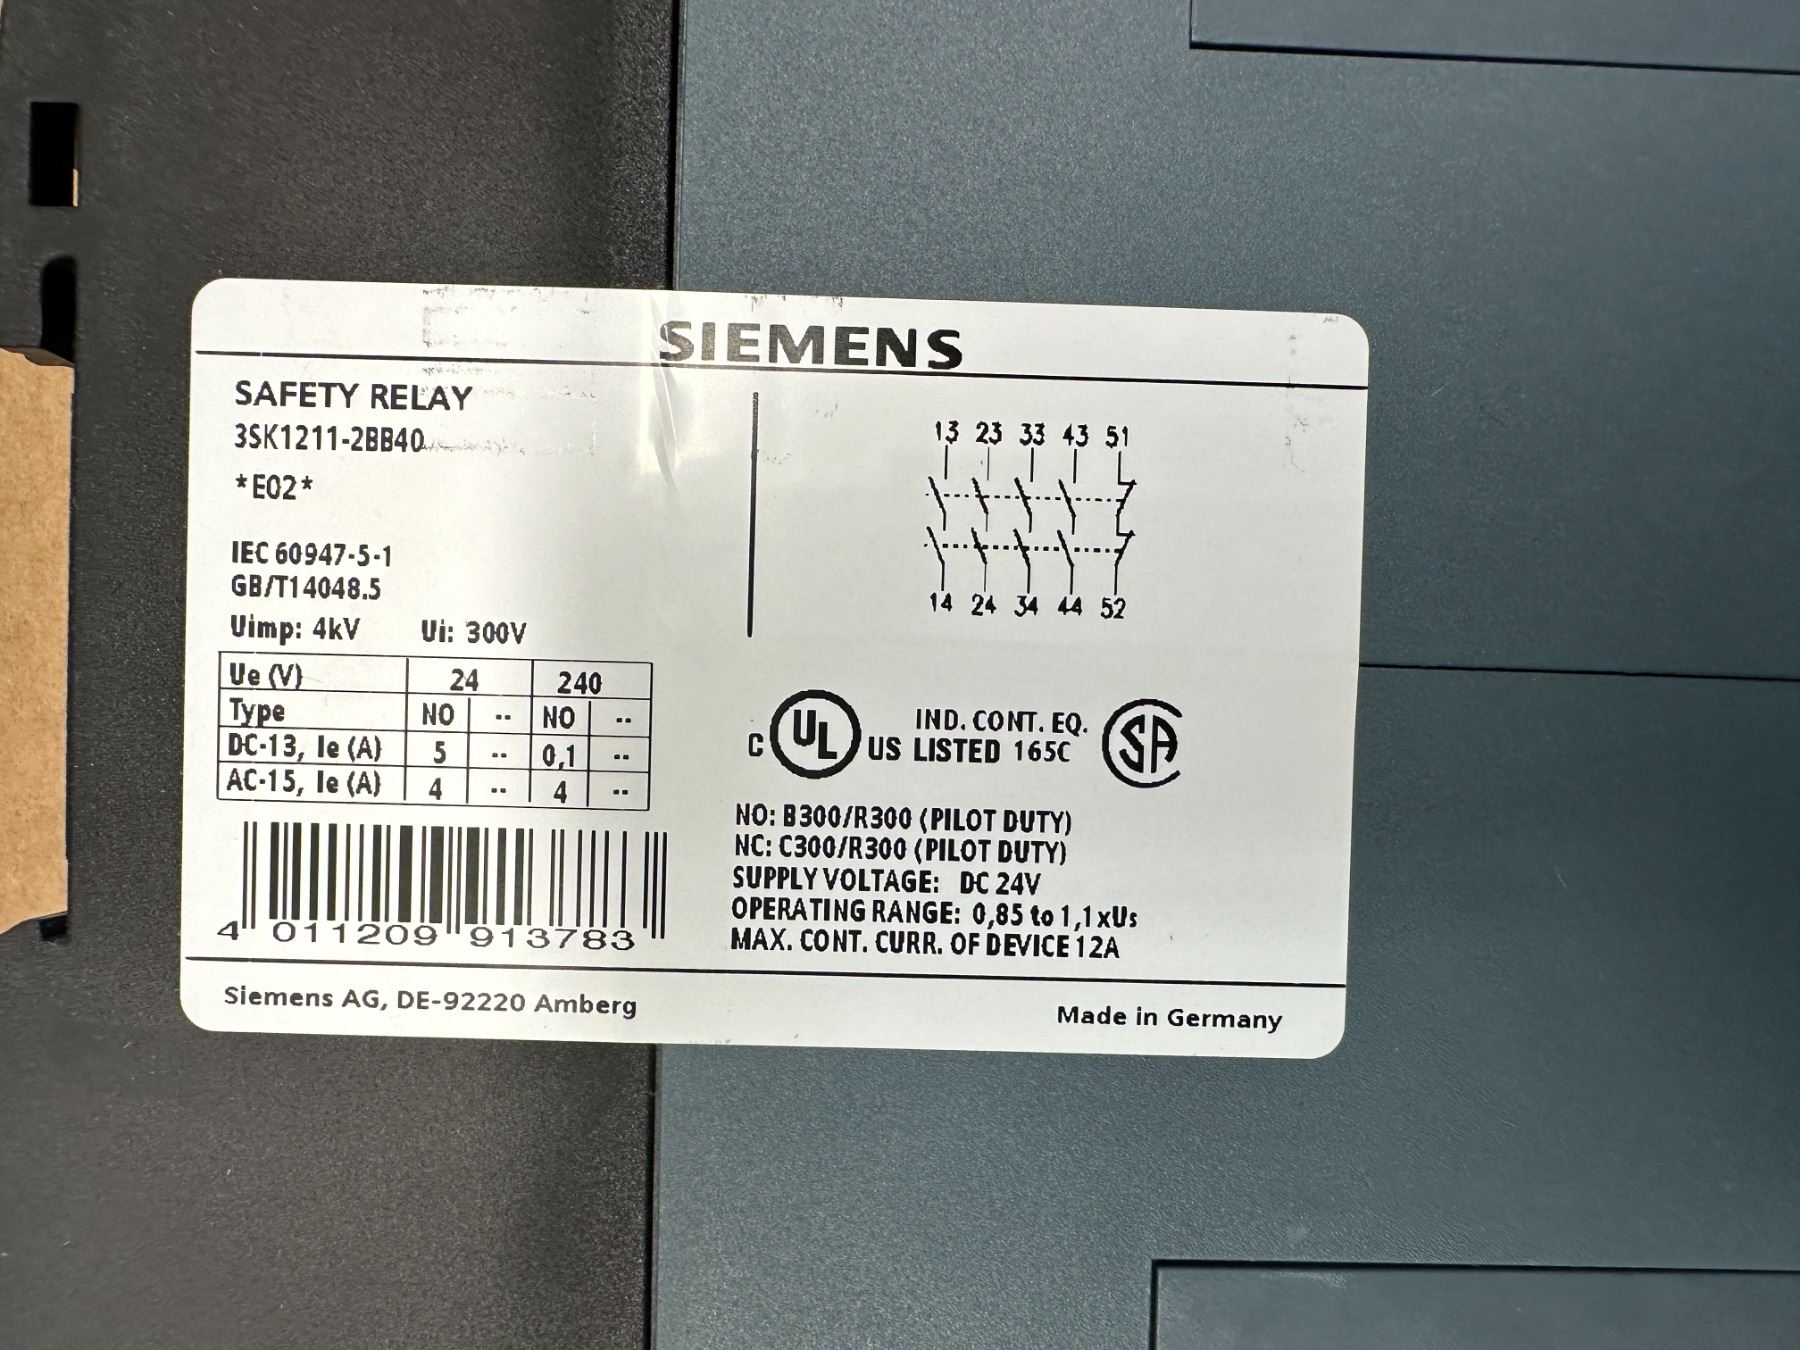 SIEMENS
SAFETY RELAY
3SK1211-2BB40
*E02*
IEC 60947-5-1
GB/T14048.5
Uimp: 4kV Ui: 300V
Ue (V) 24 240
Type NO -- NO --
DC-13, Ie (A) 5 -- 0,1 --
AC-15, Ie (A) 4 -- 4 --
4 011209 913783
13 23 33 43 51
14 24 34 44 52
C UL US IND. CONT. EQ.
LISTED 165C SA
NO: B300/R300 (PILOT DUTY)
NC: C300/R300 (PILOT DUTY)
SUPPLY VOLTAGE: DC 24V
OPERATING RANGE: 0,85 to 1,1xUs
MAX. CONT. CURR. OF DEVICE 12A
Siemens AG, DE-92220 Amberg
Made in Germany